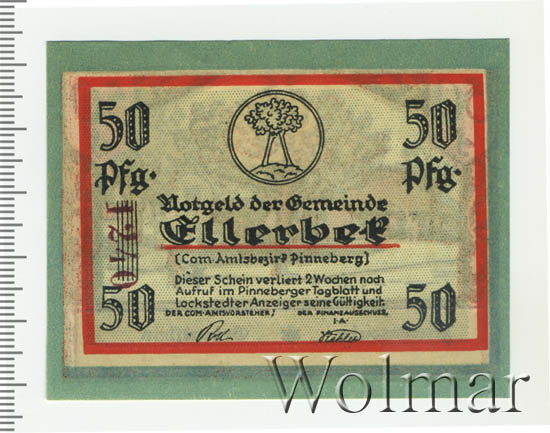 50 50
Pfg. Pfg.
Notgeld der Gemeinde
Ellerbek
(Com. Amtsbezirk Pinneberg)
Dieser Schein verliert 2 Wochen nach
Aufruf im Pinneberger Tagblatt und
Lockstedter Anzeiger seine Gültigkeit.
DER COM-AMTSVORSTEHER; DER FINANZAUSSCHUSS,
I-A-
50 50
Wolmar